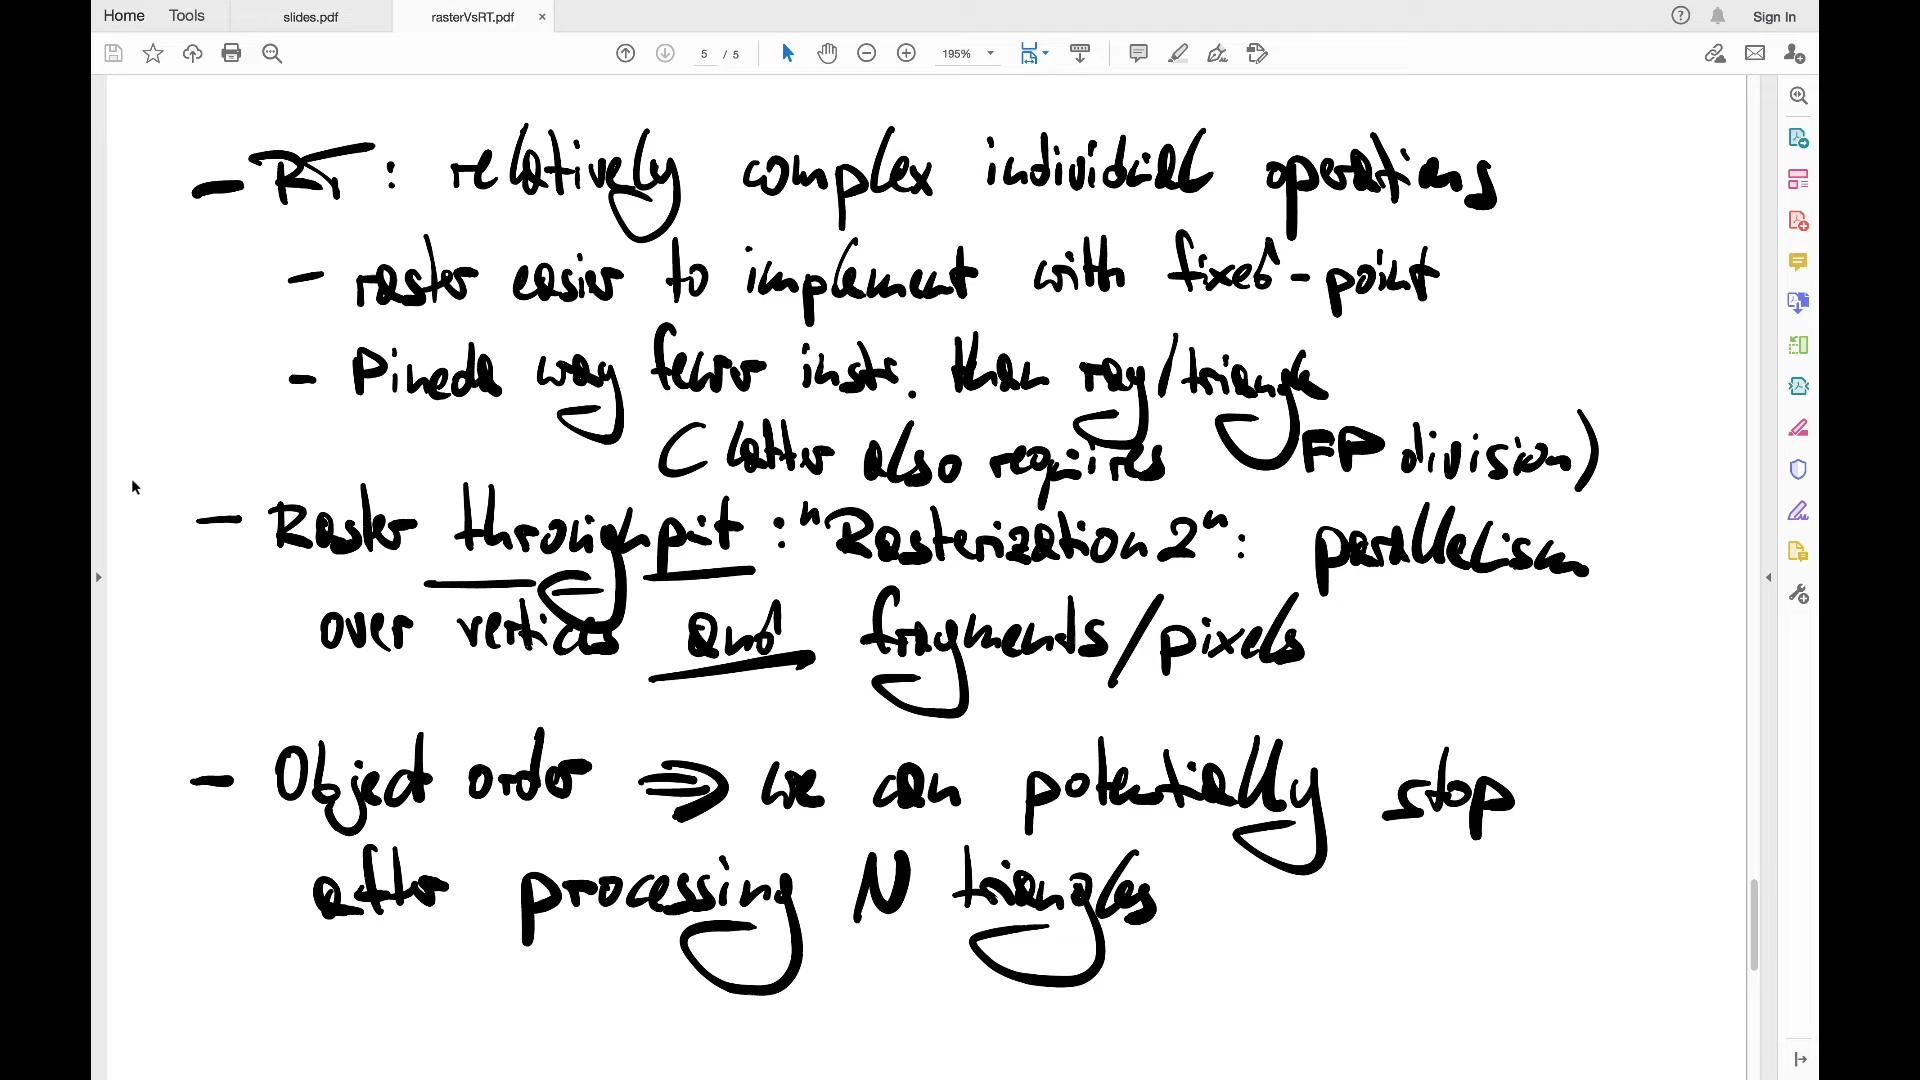 Home Tools slides.pdf rasterVsRT.pdf × Sign In
5 / 5 195%
- RT: relatively complex individual operations
- raster easier to implement with fixed-point
- Pineda way fewer instr. than ray/triangle
(latter also requires FP division)
- Raster throughput: "Rasterization 2": parallelism
over vertices and fragments/pixels
- Object order ⇒ we can potentially stop
after processing N triangles